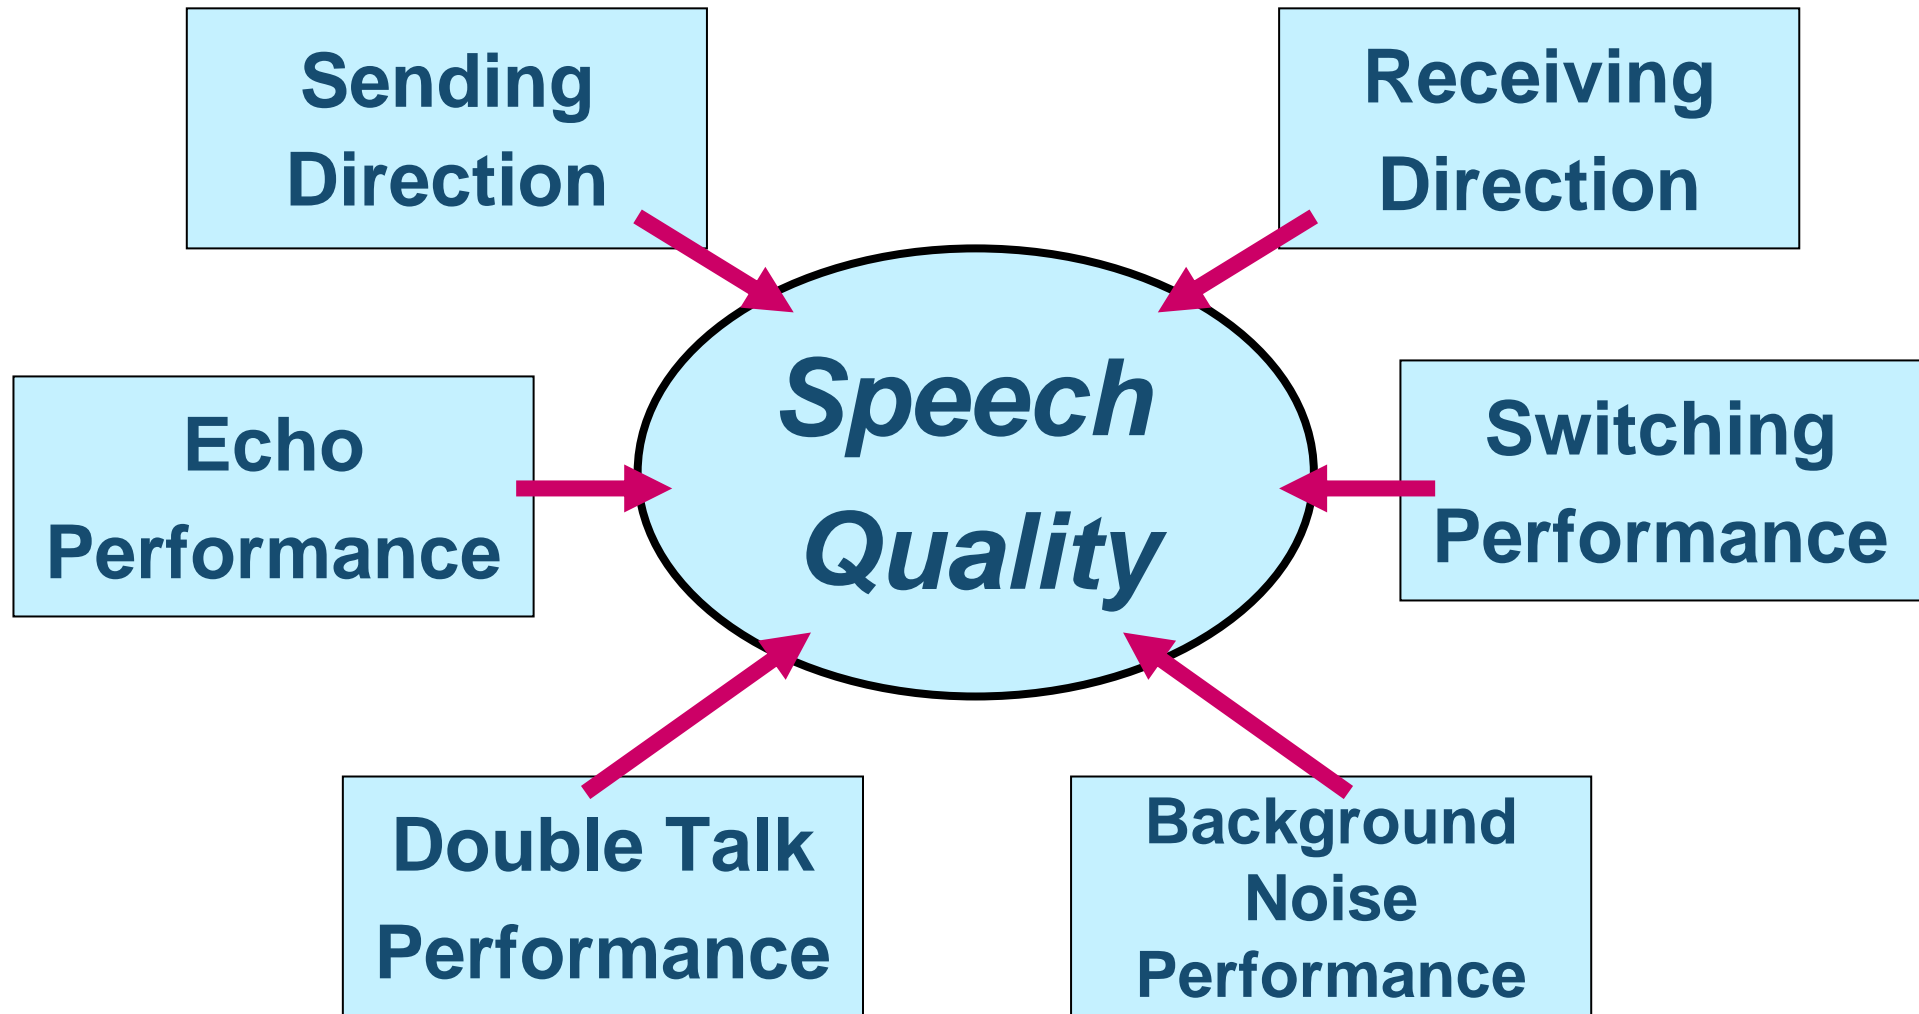 Sending
Direction
Receiving
Direction
Speech
Quality
Echo
Performance
Switching
Performance
Double Talk
Performance
Background
Noise
Performance